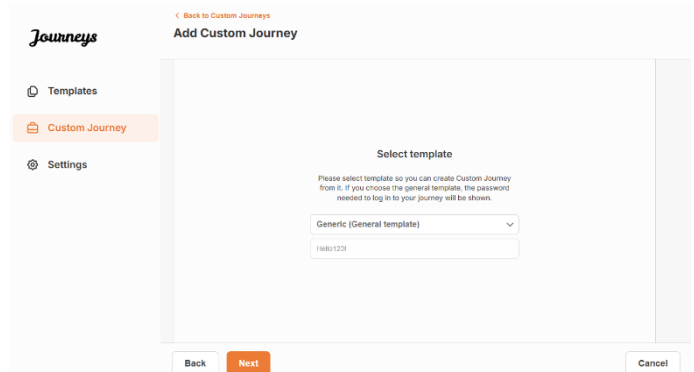 Journeys
Templates
Custom Journey
Settings
Back to Custom Journeys
Add Custom Journey
Select template
Please select template so you can create Custom Journey
from it. If you choose the general template, the password
needed to log in to your journey will be shown.
Generic (General template)
Hello123!
Back
Next
Cancel